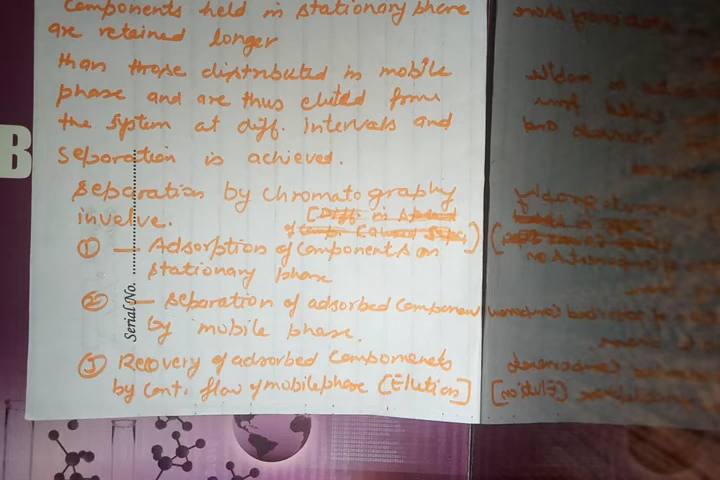 Components held in stationary phase
are retained longer
than those distributed in mobile
phase and are thus eluted form
the system at diff. intervals and
separation is achieved.
Separation by Chromatography
involve.
① — Adsorption of Components on
stationary phase
② — separation of adsorbed Componen
by mobile phase.
③ Recovery of adsorbed Components
by Cont. flow of mobile phase [Elution]
Serial No.
B